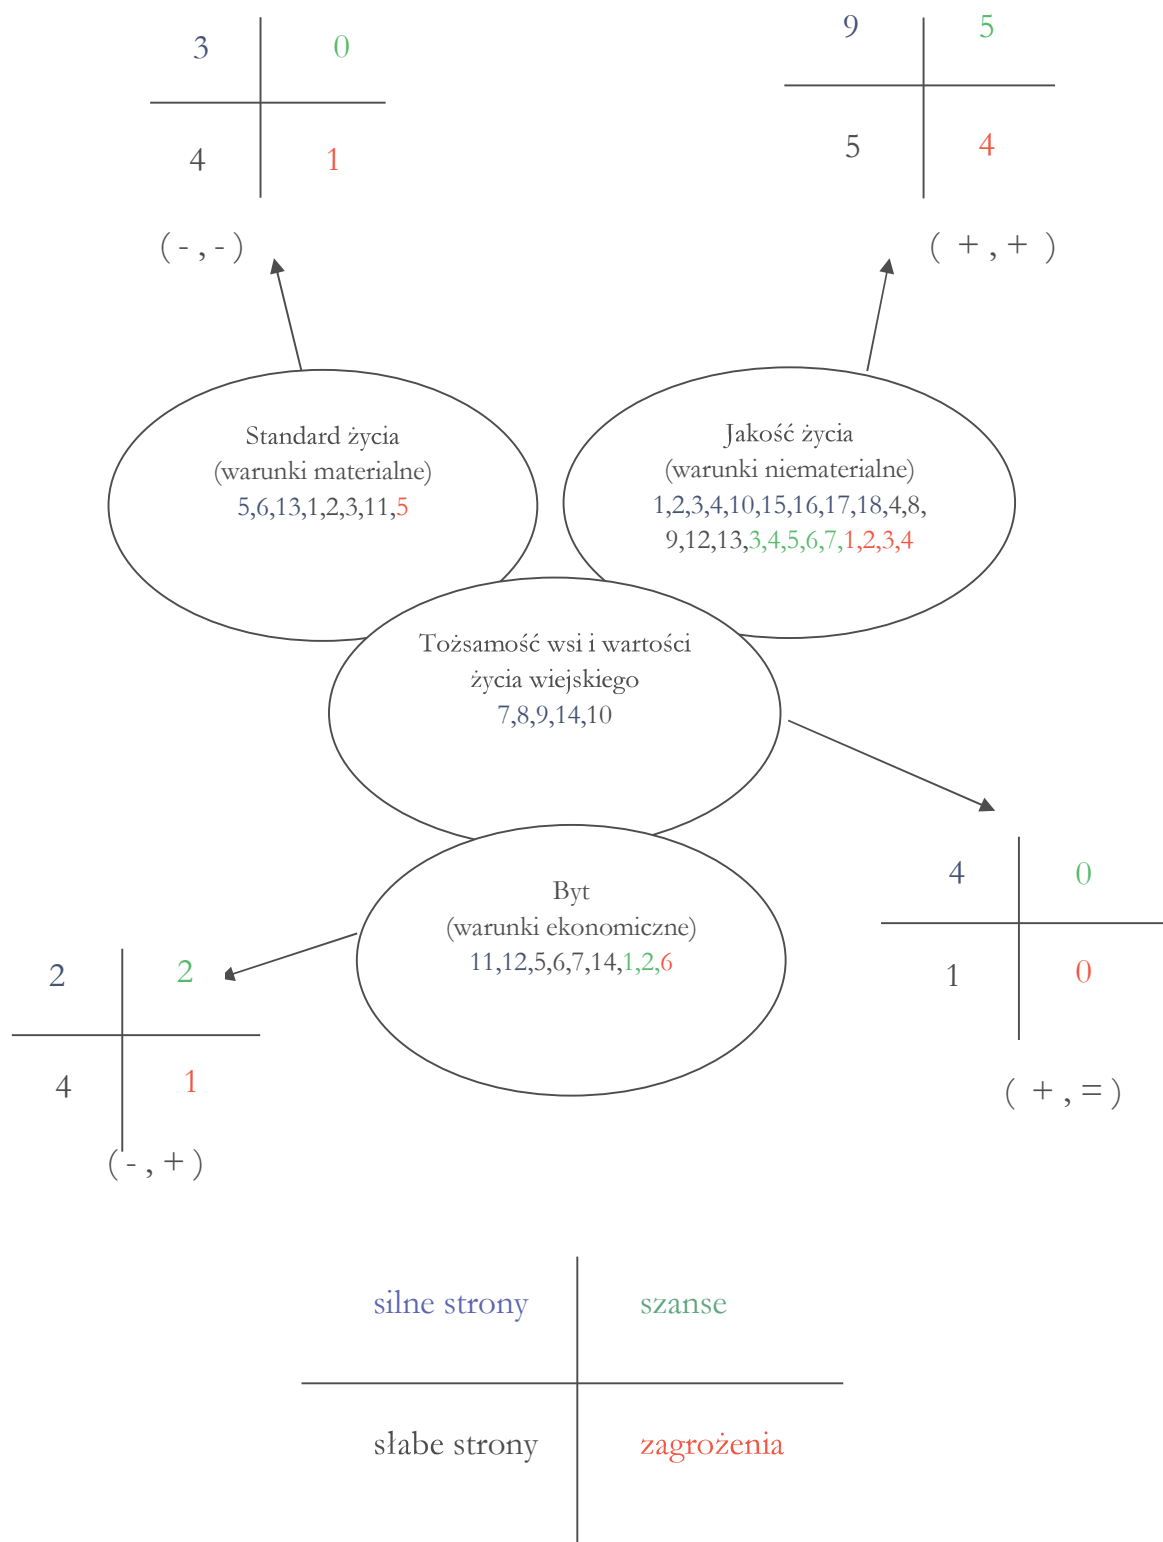 3 0
4 1
( - , - )
9 5
5 4
( + , + )
Standard życia
(warunki materialne)
5,6,13,1,2,3,11,5
Jakość życia
(warunki niematerialne)
1,2,3,4,10,15,16,17,18,4,8,
9,12,13,3,4,5,6,7,1,2,3,4
Tożsamość wsi i wartości
życia wiejskiego
7,8,9,14,10
Byt
(warunki ekonomiczne)
11,12,5,6,7,14,1,2,6
4 0
1 0
( + , = )
2 2
4 1
( - , + )
silne strony szanse
słabe strony zagrożenia